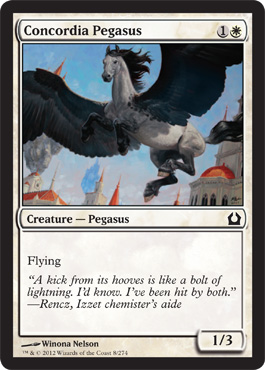 Concordia Pegasus 1
Creature — Pegasus
Flying
“A kick from its hooves is like a bolt of
lightning. I’d know. I’ve been hit by both.”
—Rencz, Izzet chemister’s aide
Winona Nelson
™ & © 2012 Wizards of the Coast 8/274
1/3